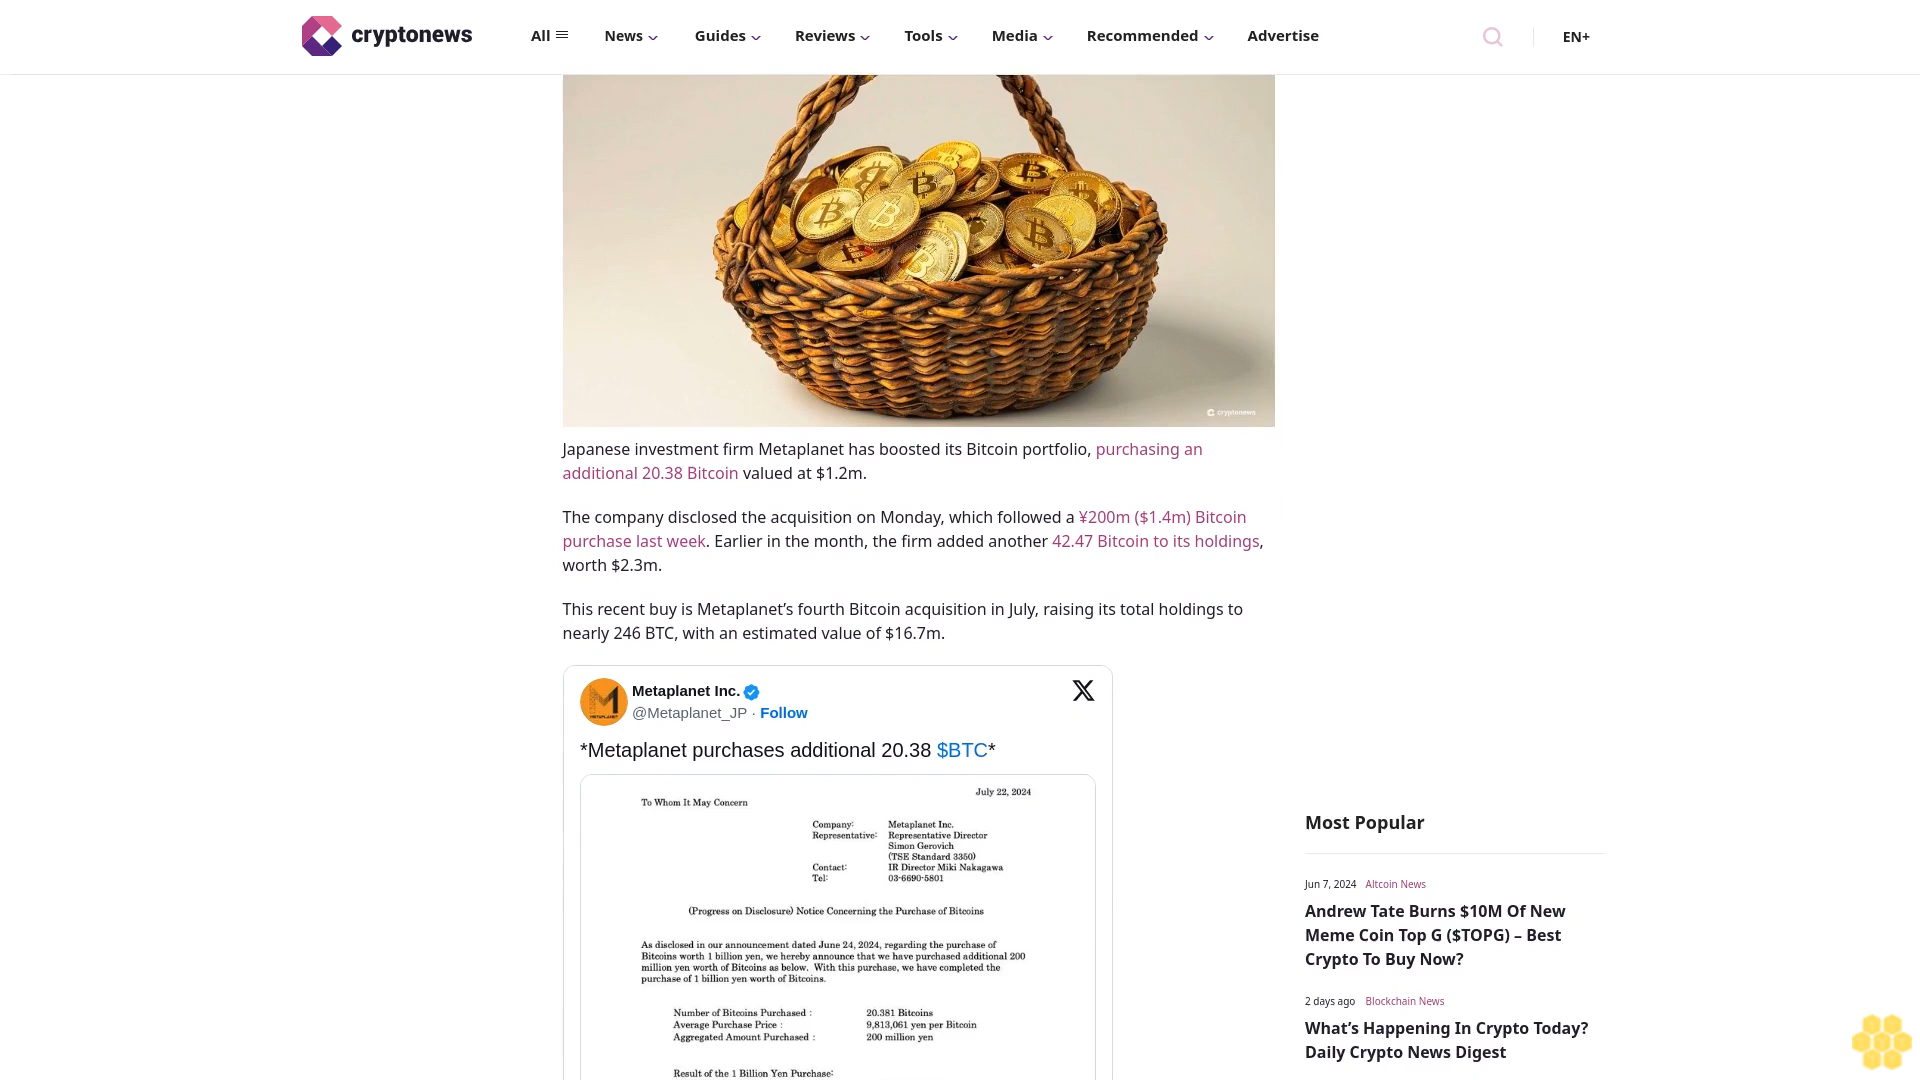 cryptonews
All
News
Guides
Reviews
Tools
Media
Recommended
Advertise
EN+
cryptonews
Japanese investment firm Metaplanet has boosted its Bitcoin portfolio, purchasing an
additional 20.38 Bitcoin valued at $1.2m.
The company disclosed the acquisition on Monday, which followed a ¥200m ($1.4m) Bitcoin
purchase last week. Earlier in the month, the firm added another 42.47 Bitcoin to its holdings,
worth $2.3m.
This recent buy is Metaplanet’s fourth Bitcoin acquisition in July, raising its total holdings to
nearly 246 BTC, with an estimated value of $16.7m.
METAPLANET
Metaplanet Inc.
@Metaplanet_JP · Follow
*Metaplanet purchases additional 20.38 $BTC*
July 22, 2024
To Whom It May Concern
Company: Metaplanet Inc.
Representative: Representative Director
Simon Gerovich
(TSE Standard 3350)
Contact: IR Director Miki Nakagawa
Tel: 03-6690-5801
(Progress on Disclosure) Notice Concerning the Purchase of Bitcoins
As disclosed in our announcement dated June 24, 2024, regarding the purchase of
Bitcoins worth 1 billion yen, we hereby announce that we have purchased additional 200
million yen worth of Bitcoins as below. With this purchase, we have completed the
purchase of 1 billion yen worth of Bitcoins.
Number of Bitcoins Purchased : 20.381 Bitcoins
Average Purchase Price : 9,813,061 yen per Bitcoin
Aggregated Amount Purchased : 200 million yen
Result of the 1 Billion Yen Purchase:
Most Popular
Jun 7, 2024 Altcoin News
Andrew Tate Burns $10M Of New
Meme Coin Top G ($TOPG) – Best
Crypto To Buy Now?
2 days ago Blockchain News
What’s Happening In Crypto Today?
Daily Crypto News Digest